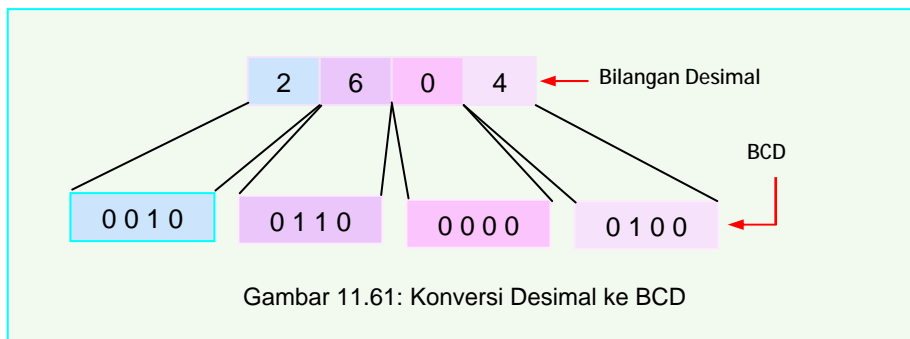 2 6 0 4 Bilangan Desimal
BCD
0 0 1 0 0 1 1 0 0 0 0 0 0 1 0 0
Gambar 11.61: Konversi Desimal ke BCD